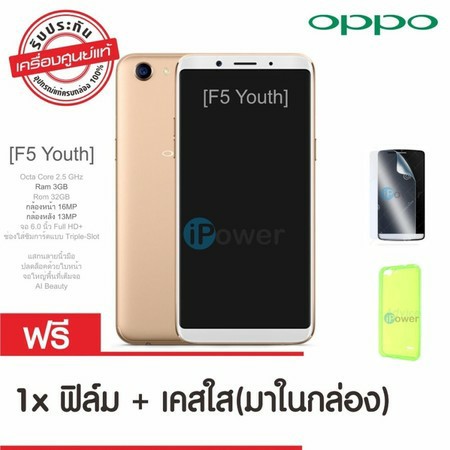 รับประกัน
เครื่องศูนย์แท้
อุปกรณ์แท้ครบกล่อง 100%
oppo
[F5 Youth]
[F5 Youth]
Octa Core 2.5 GHz
Ram 3GB
Rom 32GB
กล้องหน้า 16MP
กล้องหลัง 13MP
จอ 6.0 นิ้ว Full HD+
ช่องใส่ซิมการ์ดแบบ Triple-Slot
แสกนลายนิ้วมือ
ปลดล็อคด้วยใบหน้า
จอใหญ่พื้นที่เต็มจอ
AI Beauty
iPower
iPower
iPower
ฟรี
1x ฟิล์ม + เคสใส(มาในกล่อง)